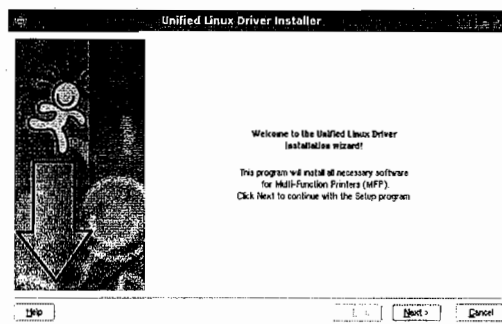 Unified Linux Driver Installer
Welcome to the Unified Linux Driver
Installation wizard!
This program will install all necessary software
for Multi-Function Printers (MFP).
Click Next to continue with the Setup program
Help
Next >
Cancel